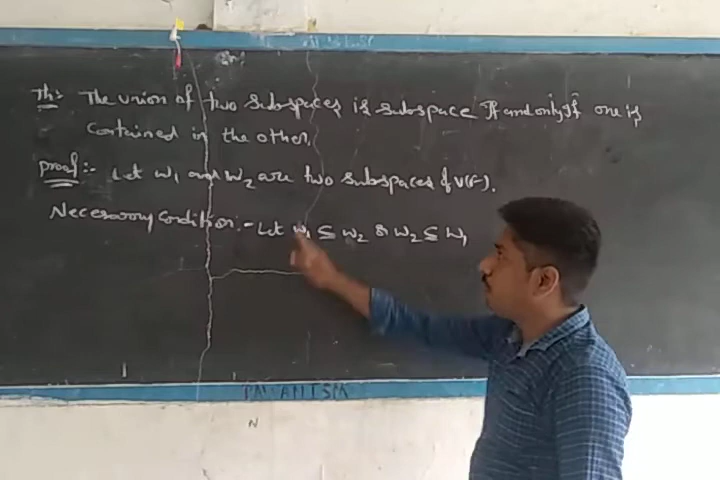 Th:- The union of two subspaces is subspace If and only If one is
contained in the other.
Proof:- Let W1 and W2 are two subspaces of V(F).
Necessary Condition:- Let W1 ⊆ W2 or W2 ⊆ W1
N